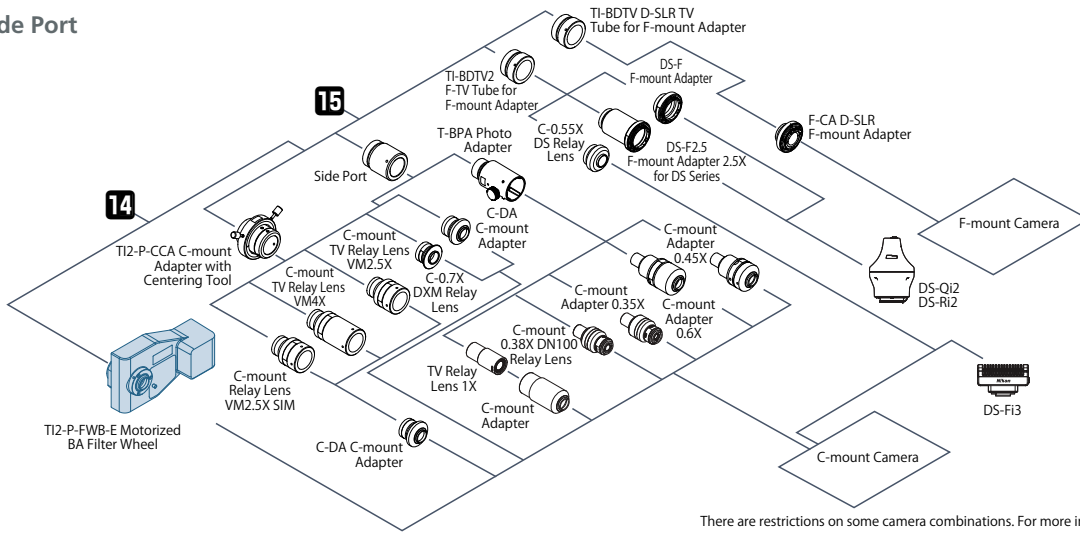 de Port
TI-BDTV D-SLR TV
Tube for F-mount Adapter
TI-BDTV2
F-TV Tube for
F-mount Adapter
DS-F
F-mount Adapter
15
F-CA D-SLR
F-mount Adapter
T-BPA Photo
Adapter
C-0.55X
DS Relay
Lens
DS-F2.5
F-mount Adapter 2.5X
for DS Series
Side Port
14
C-DA
C-mount
Adapter
F-mount Camera
TI2-P-CCA C-mount
Adapter with
Centering Tool
C-mount
TV Relay Lens
VM2.5X
C-mount
Adapter
0.45X
C-mount
TV Relay Lens
VM4X
C-0.7X
DXM Relay
Lens
DS-Qi2
DS-Ri2
C-mount
Adapter 0.35X
C-mount
Adapter
0.6X
C-mount
0.38X DN100
Relay Lens
TV Relay
Lens 1X
C-mount
Relay Lens
VM2.5X SIM
C-mount
Adapter
Nikon
DS-Fi3
TI2-P-FWB-E Motorized
BA Filter Wheel
C-DA C-mount
Adapter
C-mount Camera
There are restrictions on some camera combinations. For more in